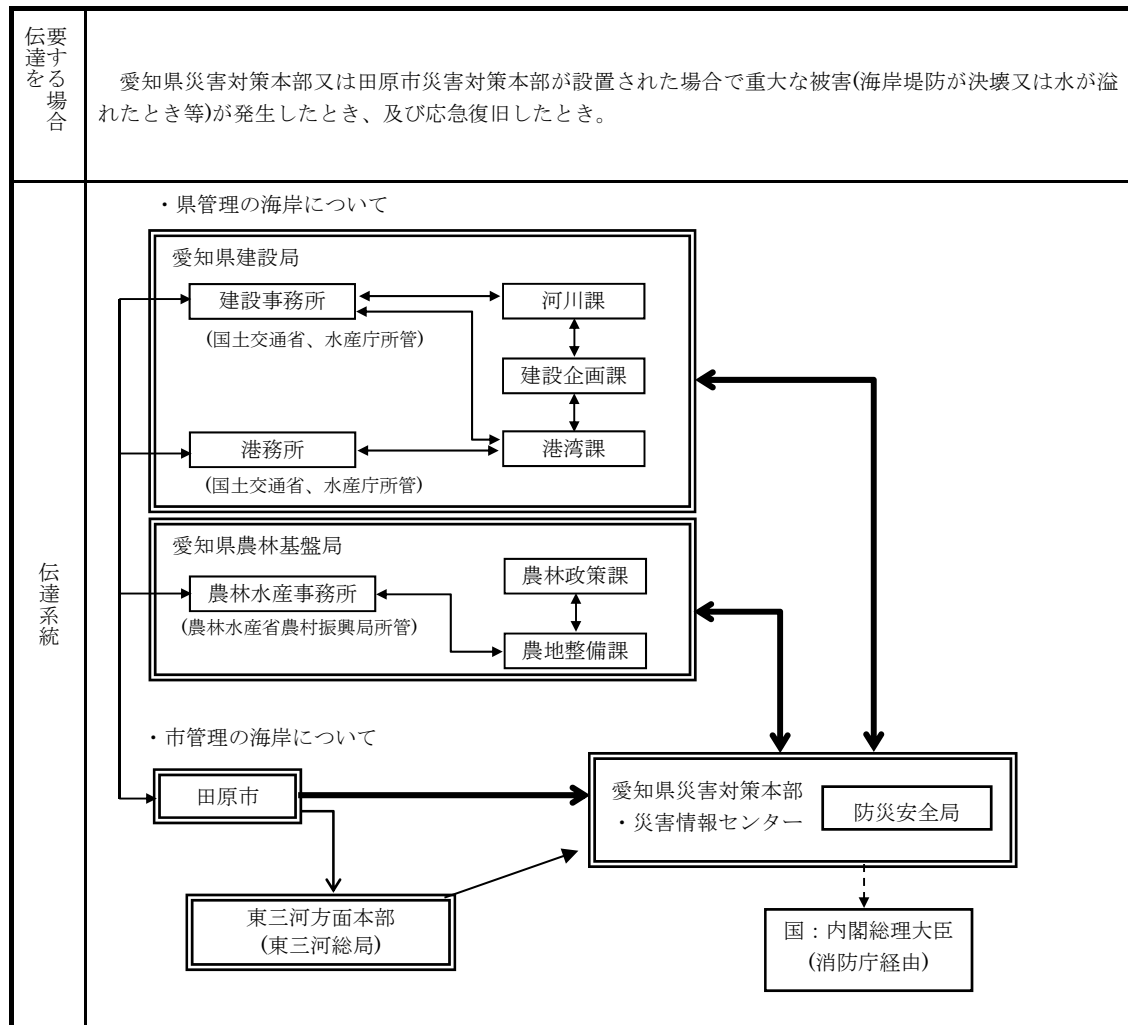 伝達を
要する場合
愛知県災害対策本部又は田原市災害対策本部が設置された場合で重大な被害(海岸堤防が決壊又は水が溢
れたとき等)が発生したとき、及び応急復旧したとき。
伝達系統
・県管理の海岸について
愛知県建設局
建設事務所
(国土交通省、水産庁所管)
河川課
建設企画課
港務所
(国土交通省、水産庁所管)
港湾課
愛知県農林基盤局
農林水産事務所
(農林水産省農村振興局所管)
農林政策課
農地整備課
・市管理の海岸について
田原市
愛知県災害対策本部
・災害情報センター
防災安全局
東三河方面本部
(東三河総局)
国：内閣総理大臣
(消防庁経由)